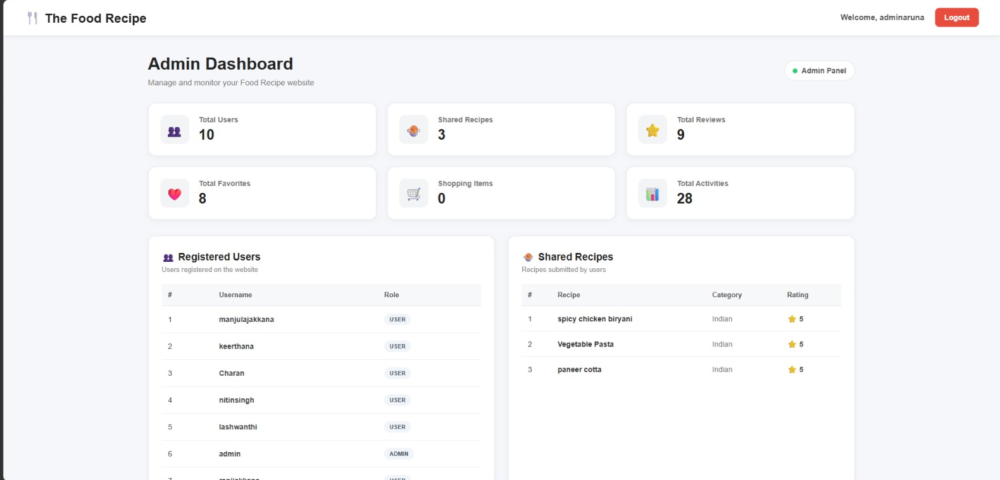 The Food Recipe
Welcome, adminaruna
Logout
Admin Dashboard
Manage and monitor your Food Recipe website
Admin Panel
Total Users
10
Shared Recipes
3
Total Reviews
9
Total Favorites
8
Shopping Items
0
Total Activities
28
Registered Users
Users registered on the website
# Username Role
1 manjulajakkana USER
2 keerthana USER
3 Charan USER
4 nitinsingh USER
5 lashwanthi USER
6 admin ADMIN
Shared Recipes
Recipes submitted by users
# Recipe Category Rating
1 spicy chicken biryani Indian 5
2 Vegetable Pasta Indian 5
3 paneer cotta Indian 5